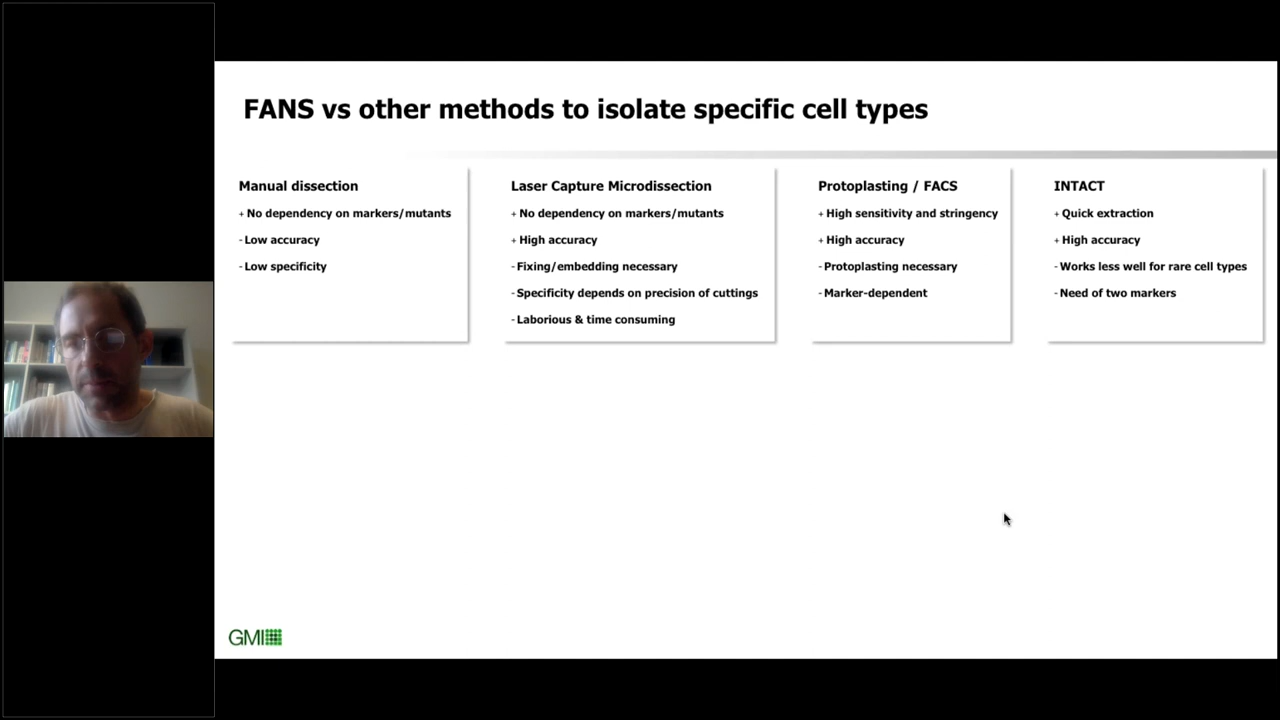 FANS vs other methods to isolate specific cell types
Manual dissection
+ No dependency on markers/mutants
- Low accuracy
- Low specificity
Laser Capture Microdissection
+ No dependency on markers/mutants
+ High accuracy
- Fixing/embedding necessary
- Specificity depends on precision of cuttings
- Laborious & time consuming
Protoplasting / FACS
+ High sensitivity and stringency
+ High accuracy
- Protoplasting necessary
- Marker-dependent
INTACT
+ Quick extraction
+ High accuracy
- Works less well for rare cell types
- Need of two markers
GMI